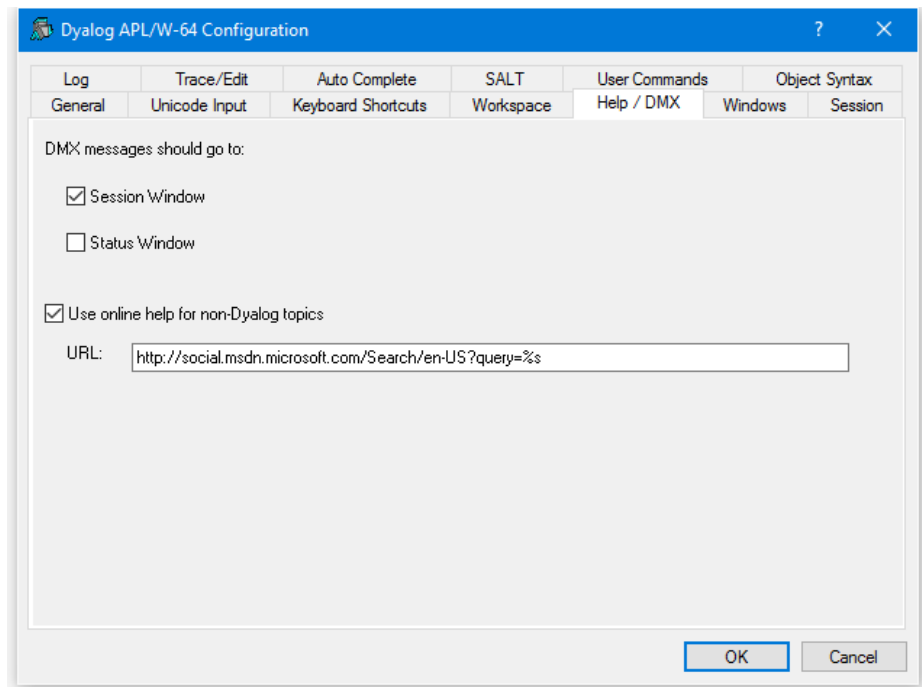 Dyalog APL/W-64 Configuration ? ×
Log Trace/Edit Auto Complete SALT User Commands Object Syntax
General Unicode Input Keyboard Shortcuts Workspace Help / DMX Windows Session
DMX messages should go to:
Session Window
Status Window
Use online help for non-Dyalog topics
URL: http://social.msdn.microsoft.com/Search/en-US?query=%s
OK Cancel